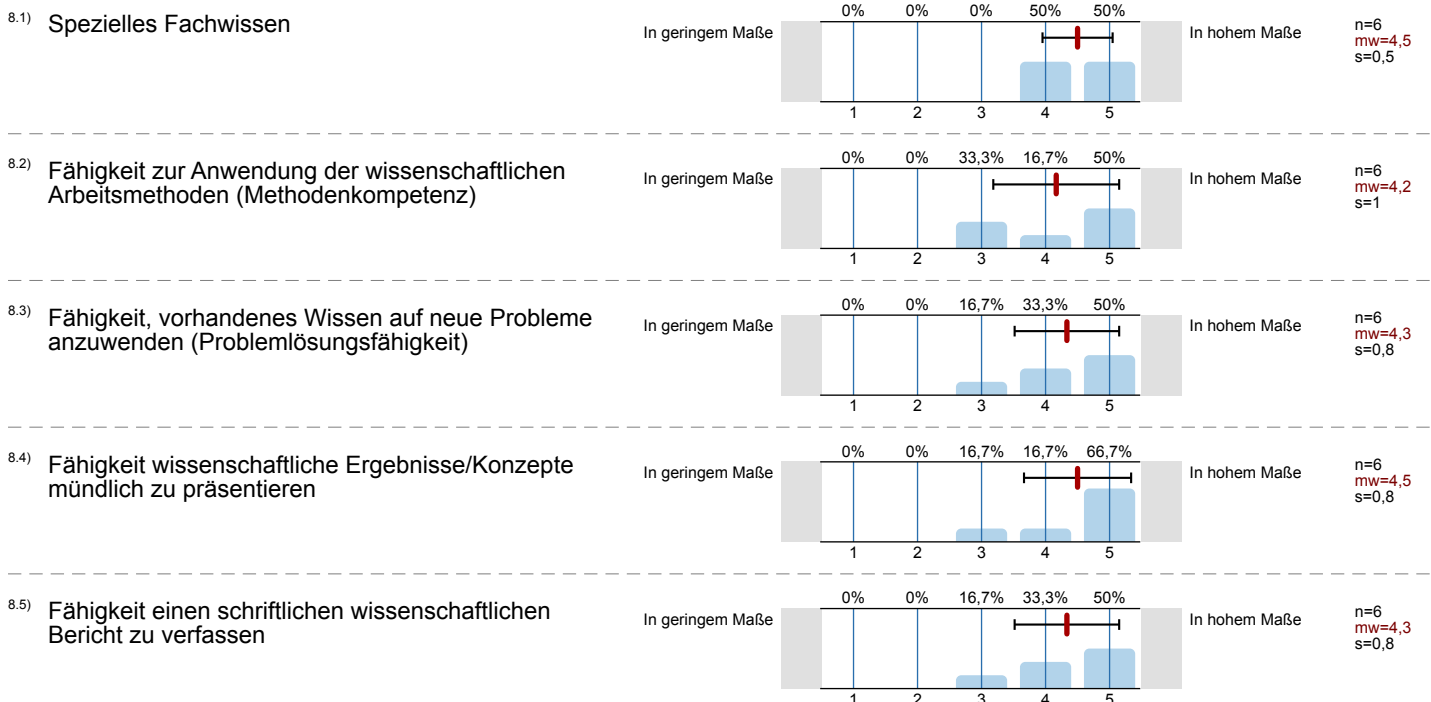 8.1) Spezielles Fachwissen
In geringem Maße
0% 0% 0% 50% 50%
1 2 3 4 5
In hohem Maße
n=6
mw=4,5
s=0,5
8.2) Fähigkeit zur Anwendung der wissenschaftlichen
Arbeitsmethoden (Methodenkompetenz)
In geringem Maße
0% 0% 33,3% 16,7% 50%
1 2 3 4 5
In hohem Maße
n=6
mw=4,2
s=1
8.3) Fähigkeit, vorhandenes Wissen auf neue Probleme
anzuwenden (Problemlösungsfähigkeit)
In geringem Maße
0% 0% 16,7% 33,3% 50%
1 2 3 4 5
In hohem Maße
n=6
mw=4,3
s=0,8
8.4) Fähigkeit wissenschaftliche Ergebnisse/Konzepte
mündlich zu präsentieren
In geringem Maße
0% 0% 16,7% 16,7% 66,7%
1 2 3 4 5
In hohem Maße
n=6
mw=4,5
s=0,8
8.5) Fähigkeit einen schriftlichen wissenschaftlichen
Bericht zu verfassen
In geringem Maße
0% 0% 16,7% 33,3% 50%
1 2 3 4 5
In hohem Maße
n=6
mw=4,3
s=0,8